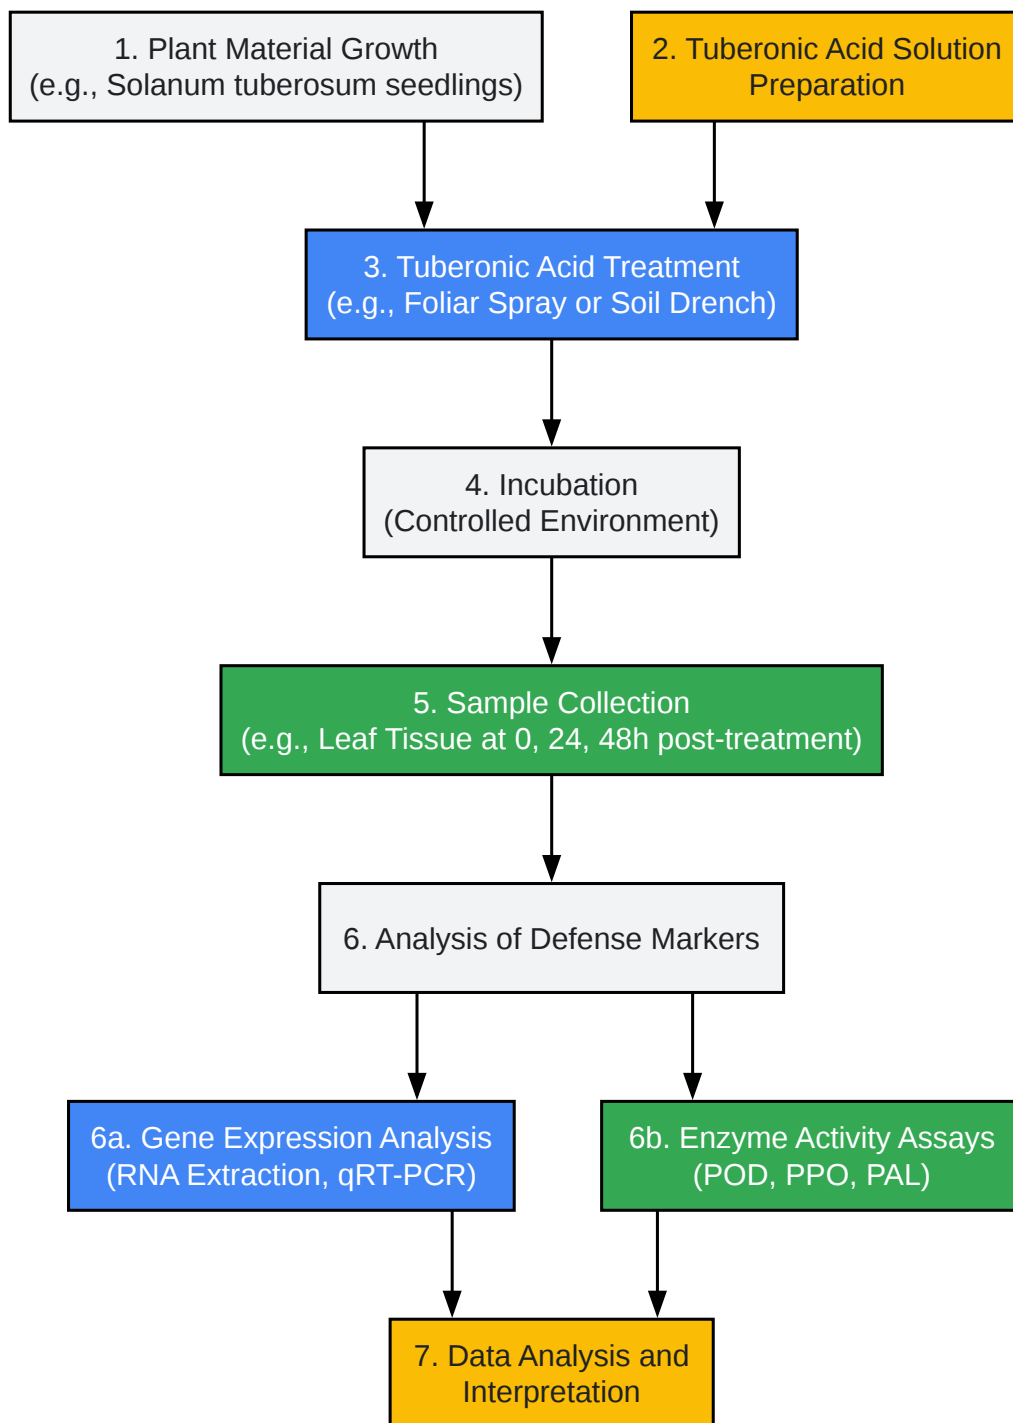 1. Plant Material Growth
(e.g., Solanum tuberosum seedlings)
2. Tuberonic Acid Solution
Preparation
3. Tuberonic Acid Treatment
(e.g., Foliar Spray or Soil Drench)
4. Incubation
(Controlled Environment)
5. Sample Collection
(e.g., Leaf Tissue at 0, 24, 48h post-treatment)
6. Analysis of Defense Markers
6a. Gene Expression Analysis
(RNA Extraction, qRT-PCR)
6b. Enzyme Activity Assays
(POD, PPO, PAL)
7. Data Analysis and
Interpretation